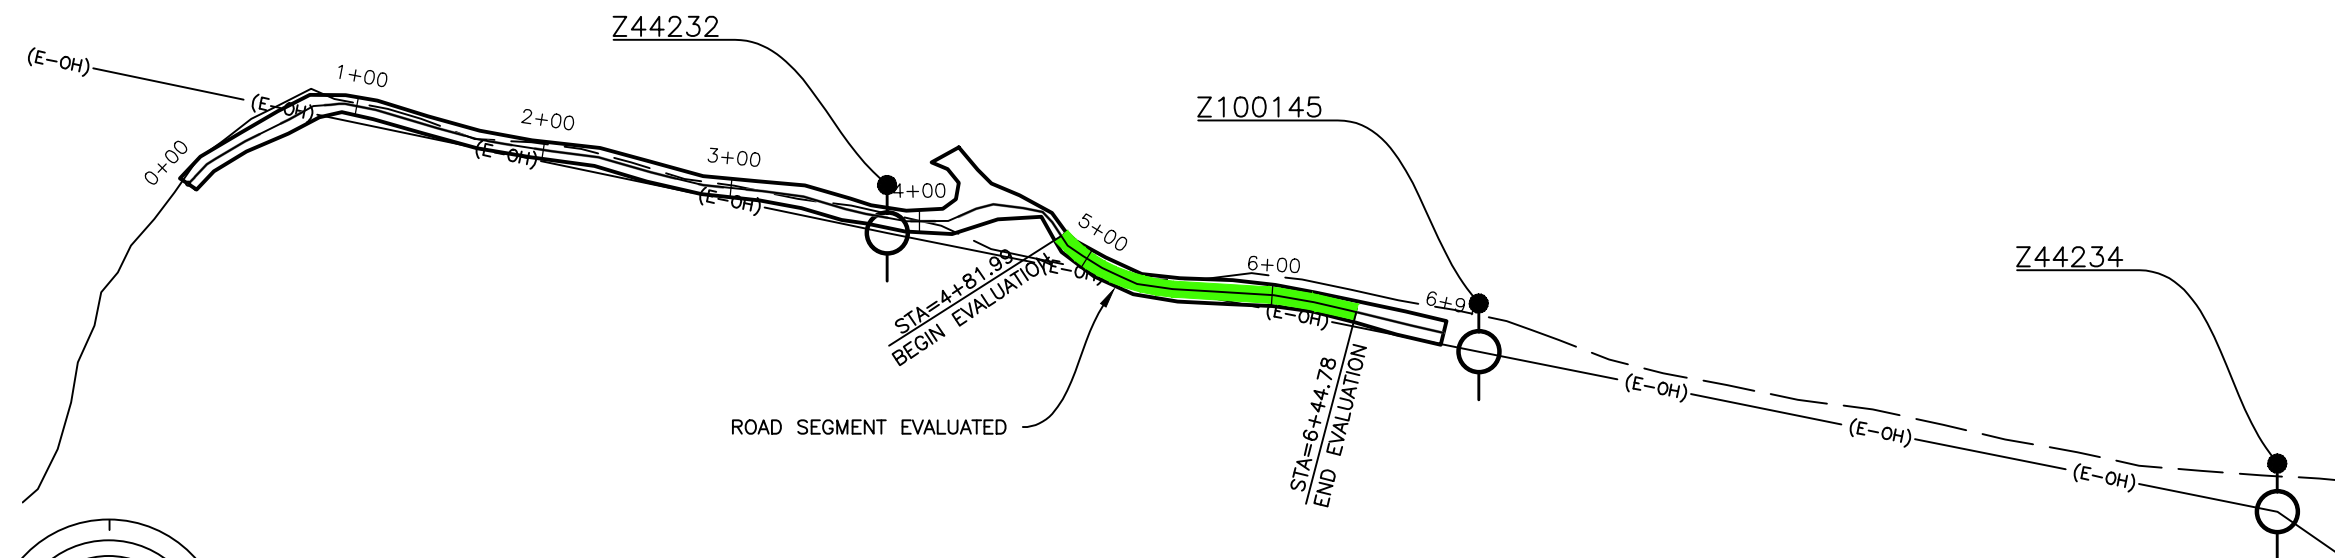 Z44232
(E-OH)
1+00
(E-OH)
Z100145
2+00
0+00
(E-OH)
3+00
4+00
(E-OH)
5+00
Z44234
6+00
(E-OH)
6+9
STA=4+81.99
BEGIN EVALUATION
(E-OH)
STA=6+44.78
END EVALUATION
(E-OH)
ROAD SEGMENT EVALUATED
(E-OH)
(E-OH)